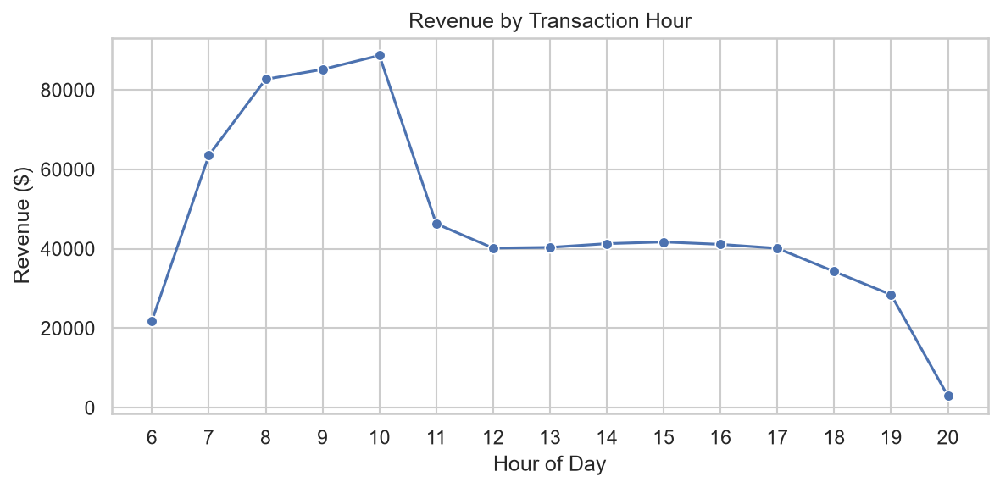 Revenue by Transaction Hour
Revenue ($)
80000
60000
40000
20000
0
6 7 8 9 10 11 12 13 14 15 16 17 18 19 20
Hour of Day